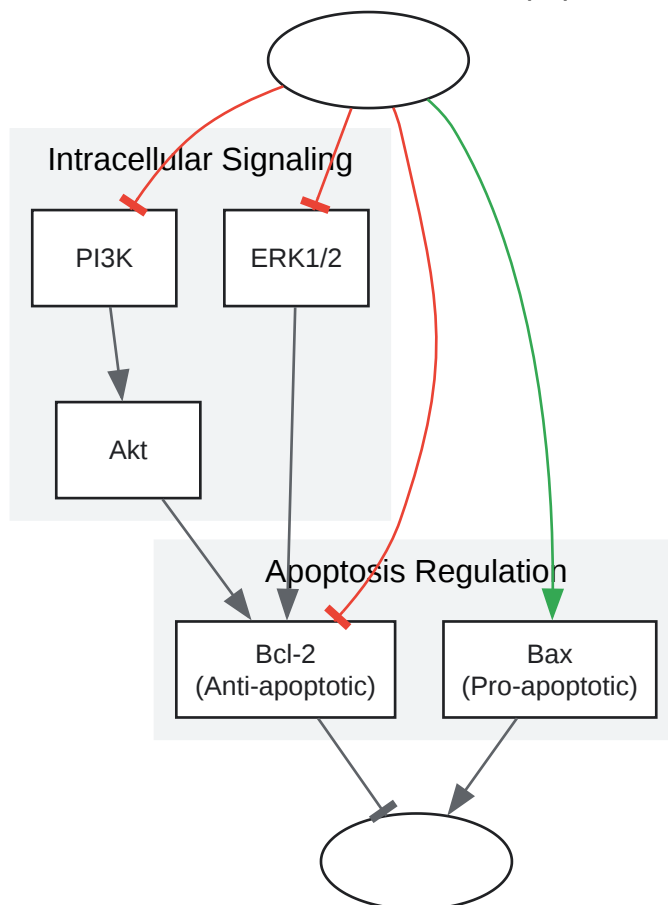 Intracellular Signaling
PI3K
ERK1/2
Akt
Apoptosis Regulation
Bcl-2
(Anti-apoptotic)
Bax
(Pro-apoptotic)